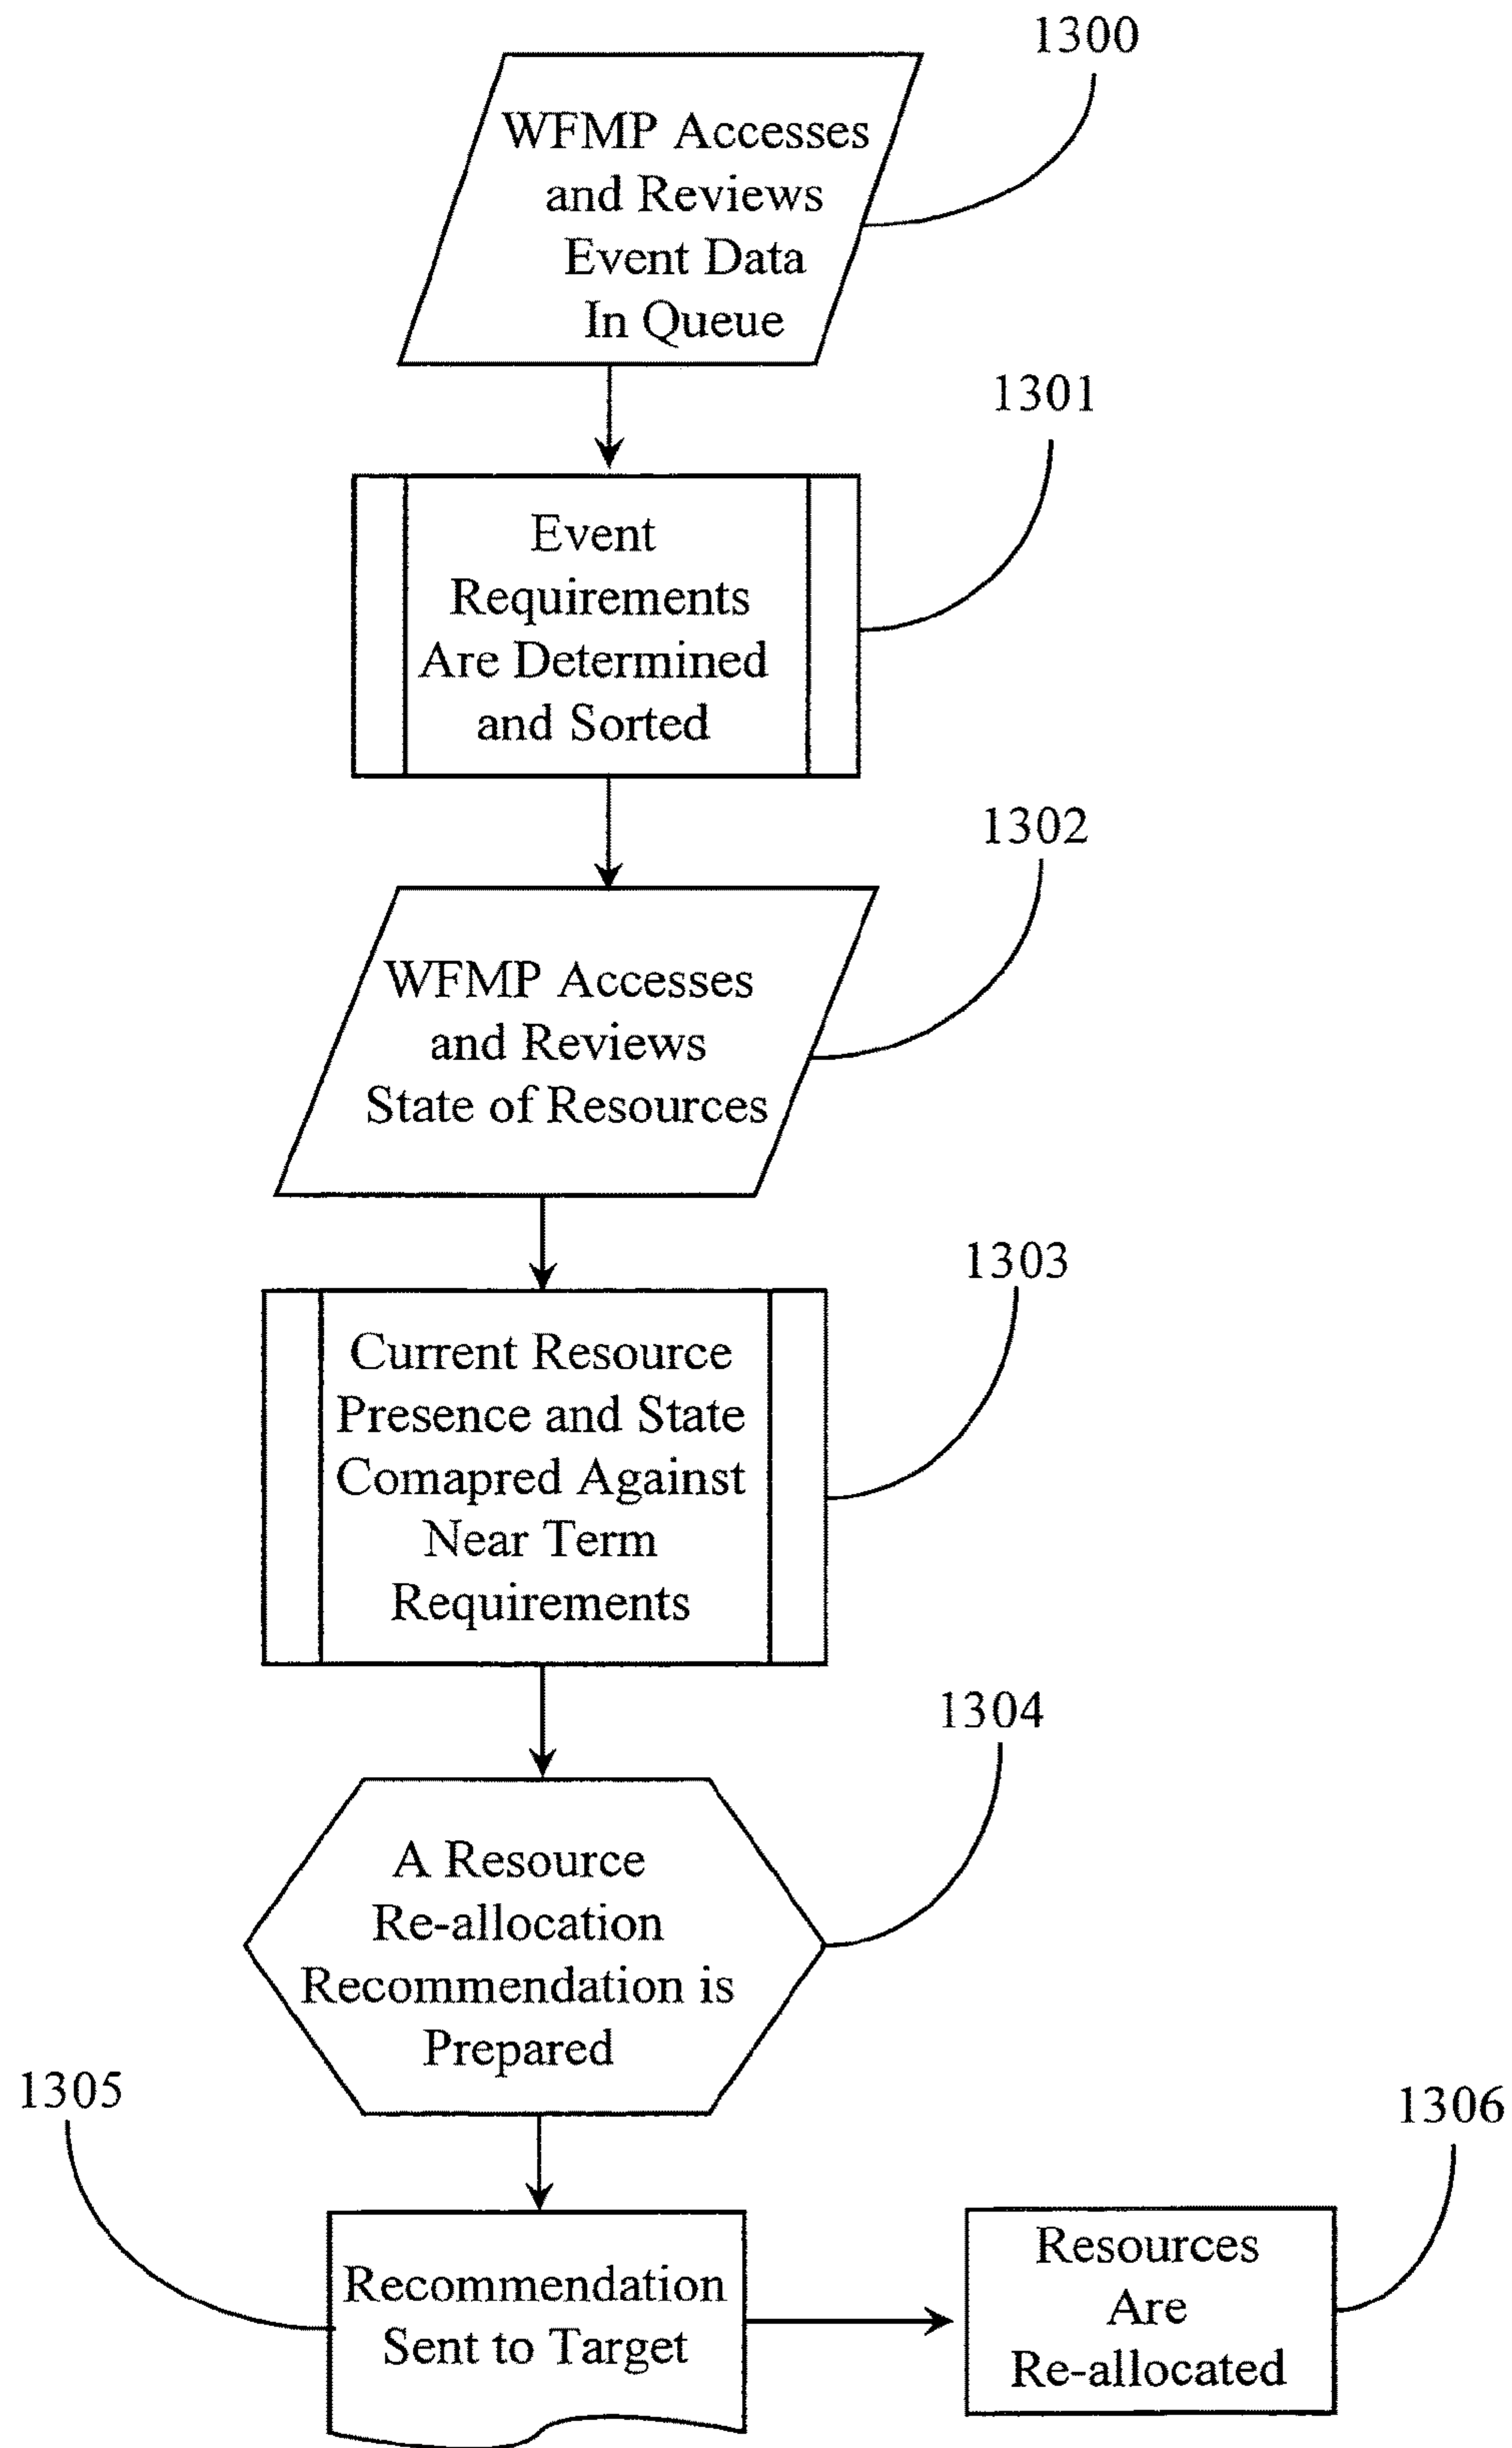 1300
WFMP Accesses
and Reviews
Event Data
In Queue
1301
Event
Requirements
Are Determined
and Sorted
1302
WFMP Accesses
and Reviews
State of Resources
1303
Current Resource
Presence and State
Comapred Against
Near Term
Requirements
1304
A Resource
Re-allocation
Recommendation is
Prepared
1305
Recommendation
Sent to Target
1306
Resources
Are
Re-allocated